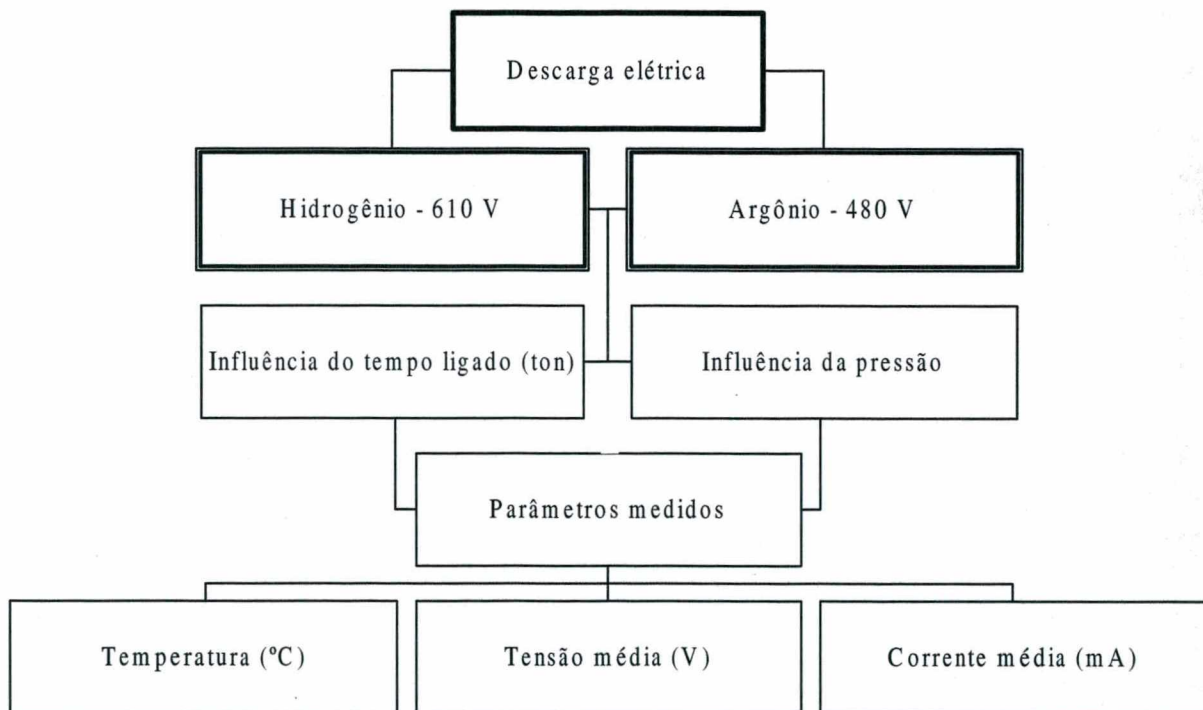 Descarga elétrica
Hidrogênio - 610 V
Argônio - 480 V
Influência do tempo ligado (ton)
Influência da pressão
Parâmetros medidos
Temperatura (ºC)
Tensão média (V)
Corrente média (mA)